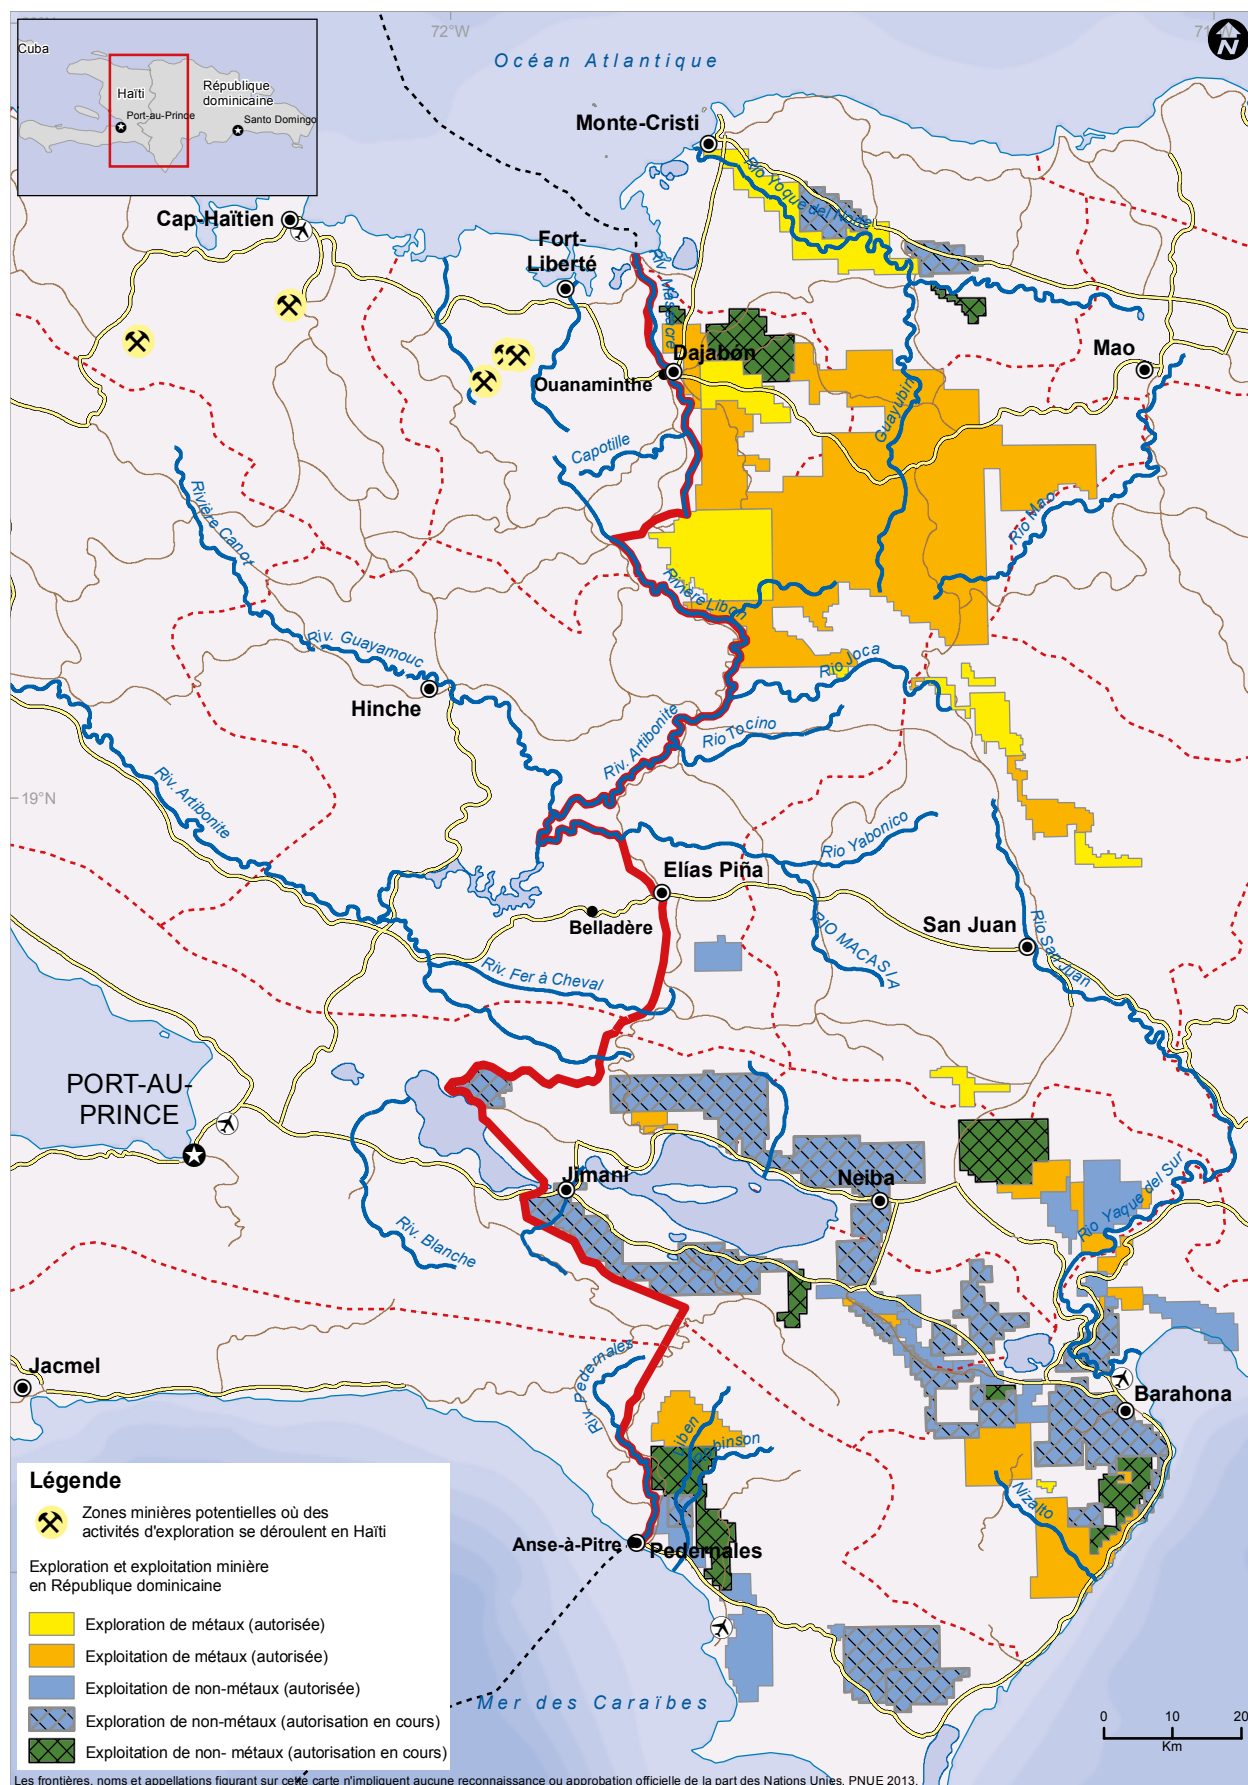 72°W
71°
N
Océan Atlantique
Cuba
Haïti
République
dominicaine
Port-au-Prince
Santo Domingo
Monte-Cristi
Rio Yoque del Norte
Cap-Haïtien
Fort-
Liberté
Riv. Massacre
Dajabón
Ouanaminthe
Mao
Guayubin
Capotille
Rivière Canot
Rio Mao
Rivière Libon
Riv. Guayamouc
Rio Joca
Hinche
Riv. Artibonite
Rio Tocino
Riv. Artibonite
19°N
Rio Yabonico
Elías Piña
Belladère
San Juan
RIO MACASIA
Rio San Juan
Riv. Fer à Cheval
PORT-AU-
PRINCE
Jimaní
Neiba
Rio Yaque del Sur
Riv. Blanche
Riv. Pedernales
Jacmel
Barahona
Nizalto
Anse-à-Pitre
Pedernales
Mer des Caraïbes
Légende
Zones minières potentielles où des
activités d'exploration se déroulent en Haïti
Exploration et exploitation minière
en République dominicaine
Exploration de métaux (autorisée)
Exploitation de métaux (autorisée)
Exploitation de non-métaux (autorisée)
Exploration de non-métaux (autorisation en cours)
Exploitation de non- métaux (autorisation en cours)
0 10 20
Km
Les frontières, noms et appellations figurant sur cette carte n'impliquent aucune reconnaissance ou approbation officielle de la part des Nations Unies. PNUE 2013.